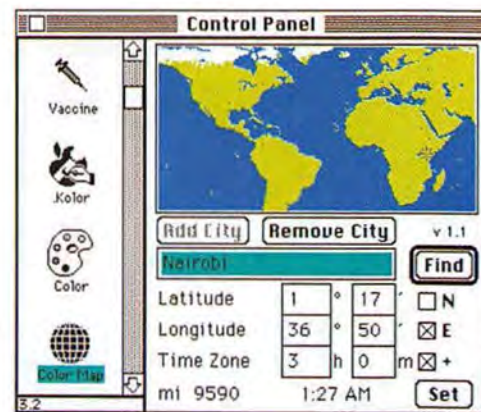 Control Panel
Vaccine
.Kolor
Color
Color Map
3.2
Add City
Remove City
v 1.1
Nairobi
Find
Latitude 1 ° 17 ´ N
Longitude 36 ° 50 ´ E
Time Zone 3 h 0 m +
mi 9590 1:27 AM Set